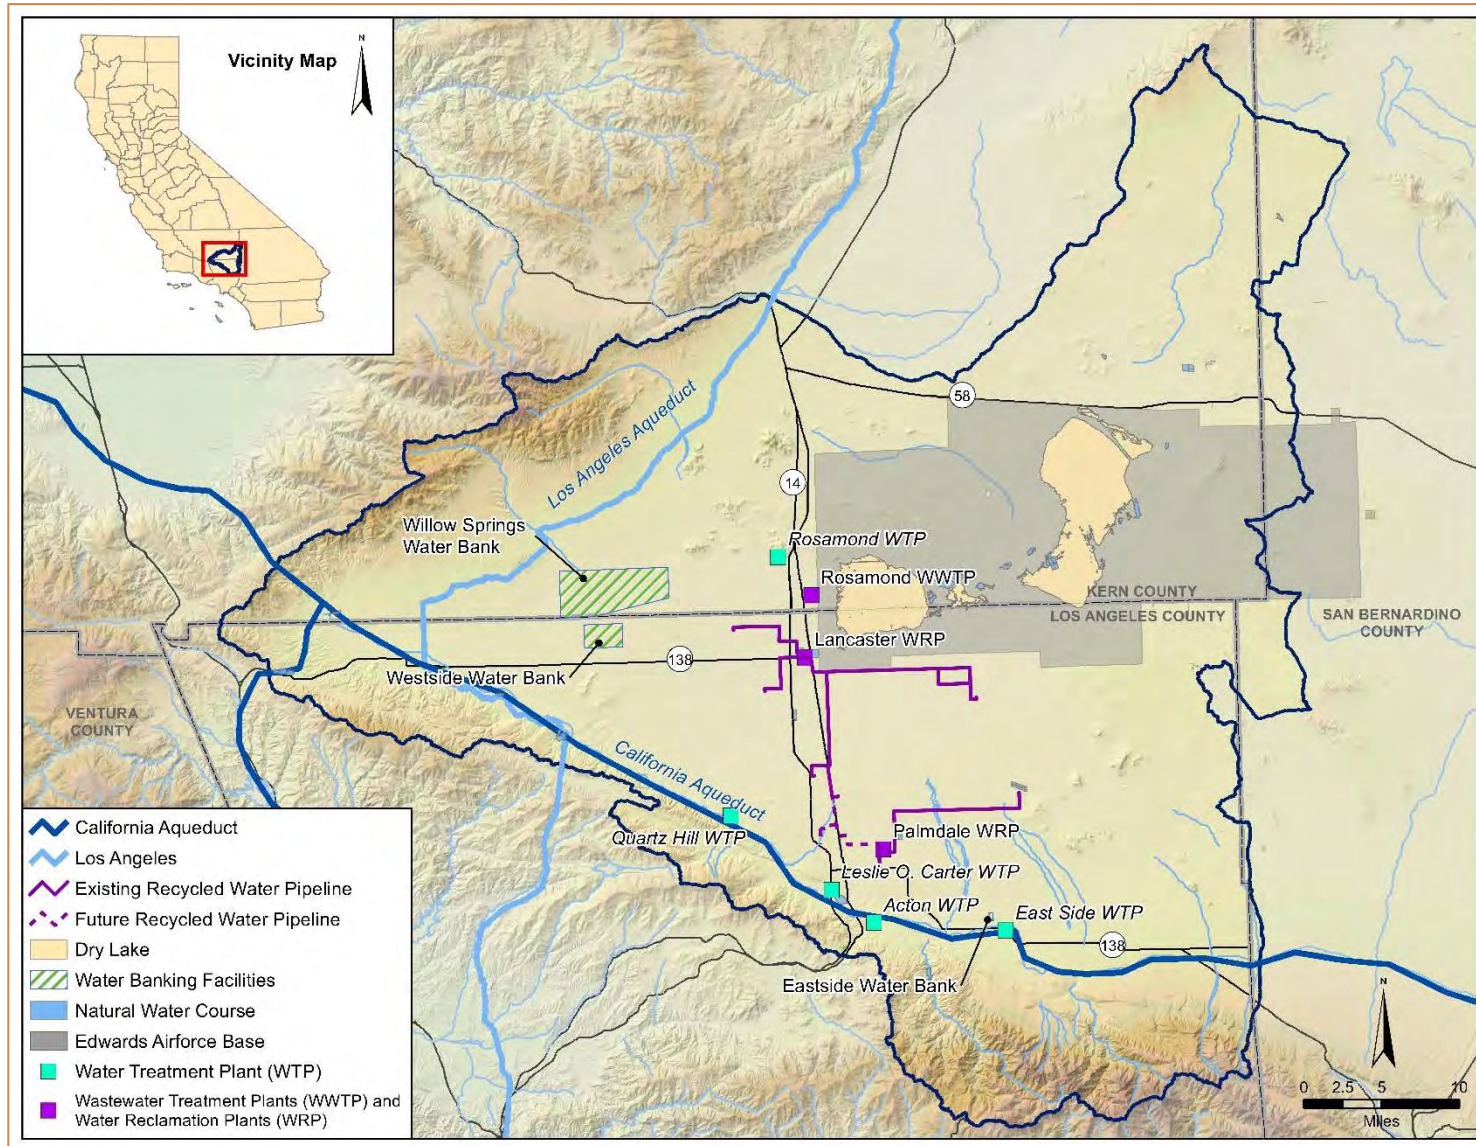 Vicinity Map
N
58
Los Angeles Aqueduct
14
Willow Springs
Water Bank
Rosamond WTP
Rosamond WWTP
KERN COUNTY
LOS ANGELES COUNTY
SAN BERNARDINO
COUNTY
Lancaster WRP
138
Westside Water Bank
VENTURA
COUNTY
California Aqueduct
Quartz Hill WTP
Palmdale WRP
Leslie O. Carter WTP
Acton WTP
East Side WTP
138
Eastside Water Bank
California Aqueduct
Los Angeles
Existing Recycled Water Pipeline
Future Recycled Water Pipeline
Dry Lake
Water Banking Facilities
Natural Water Course
Edwards Airforce Base
Water Treatment Plant (WTP)
Wastewater Treatment Plants (WWTP) and
Water Reclamation Plants (WRP)
N
0 2.5 5 10
Miles